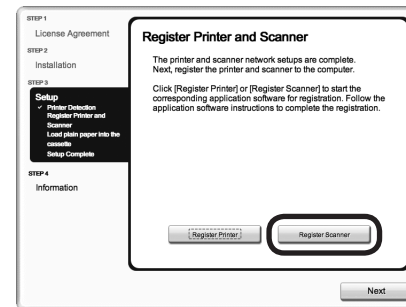 STEP 1
License Agreement
STEP 2
Installation
STEP 3
Setup
✓ Printer Detection
Register Printer and
Scanner
Load plain paper into the
cassette
Setup Complete
STEP 4
Information
Register Printer and Scanner
The printer and scanner network setups are complete.
Next, register the printer and scanner to the computer.
Click [Register Printer] or [Register Scanner] to start the
corresponding application software for registration. Follow the
application software instructions to complete the registration.
Register Printer
Register Scanner
Next